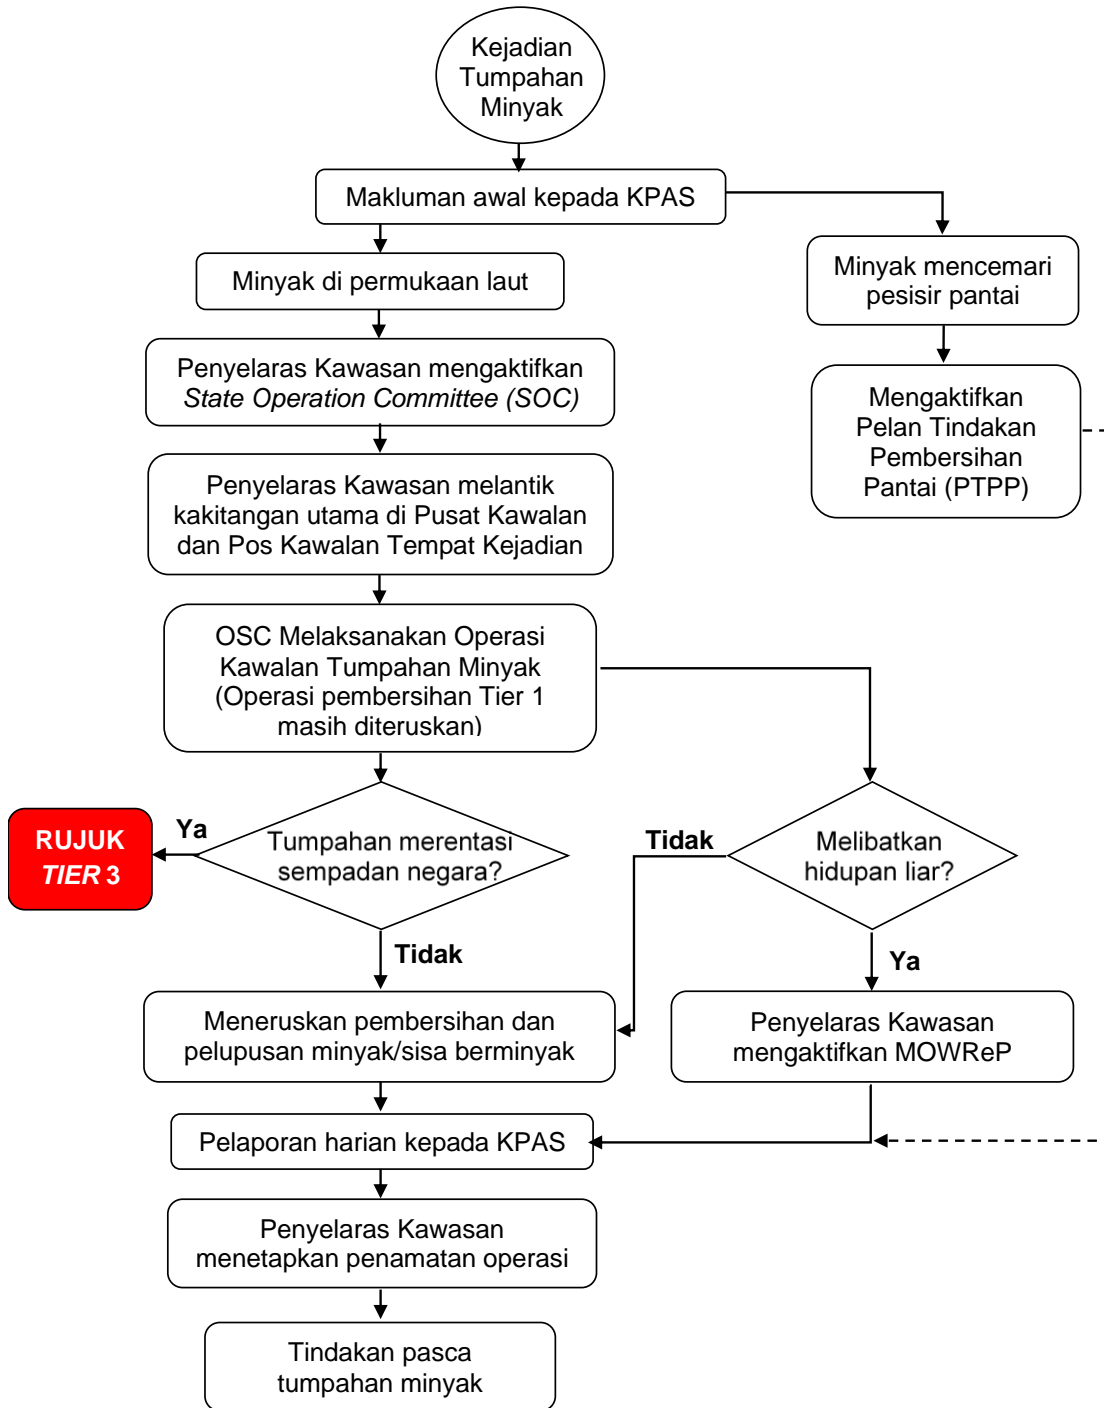 Kejadian
Tumpahan
Minyak
Makluman awal kepada KPAS
Minyak di permukaan laut
Minyak mencemari
pesisir pantai
Penyelaras Kawasan mengaktifkan
State Operation Committee (SOC)
Mengaktifkan
Pelan Tindakan
Pembersihan
Pantai (PTPP)
Penyelaras Kawasan melantik
kakitangan utama di Pusat Kawalan
dan Pos Kawalan Tempat Kejadian
OSC Melaksanakan Operasi
Kawalan Tumpahan Minyak
(Operasi pembersihan Tier 1
masih diteruskan)
RUJUK
TIER 3
Ya
Tumpahan merentasi
sempadan negara?
Tidak
Melibatkan
hidupan liar?
Tidak
Ya
Meneruskan pembersihan dan
pelupusan minyak/sisa berminyak
Penyelaras Kawasan
mengaktifkan MOWReP
Pelaporan harian kepada KPAS
Penyelaras Kawasan
menetapkan penamatan operasi
Tindakan pasca
tumpahan minyak